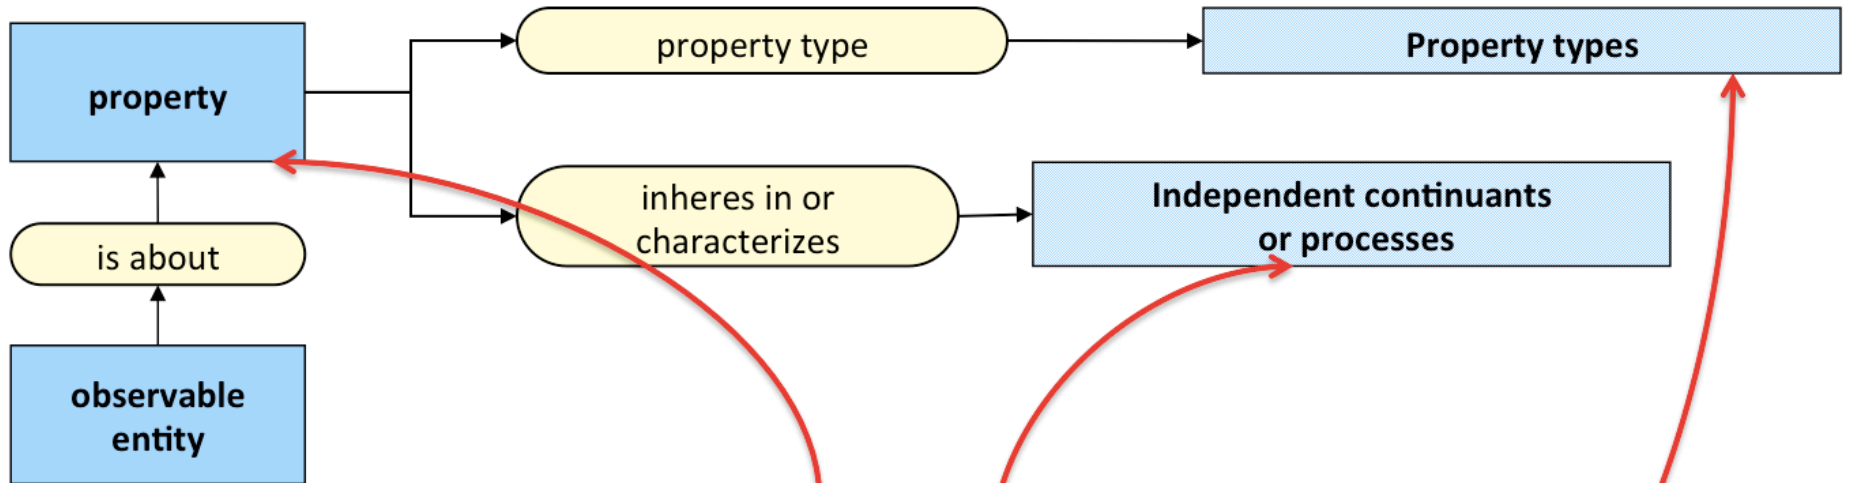 property
property type
Property types
inheres in or
characterizes
Independent continuants
or processes
is about
observable
entity